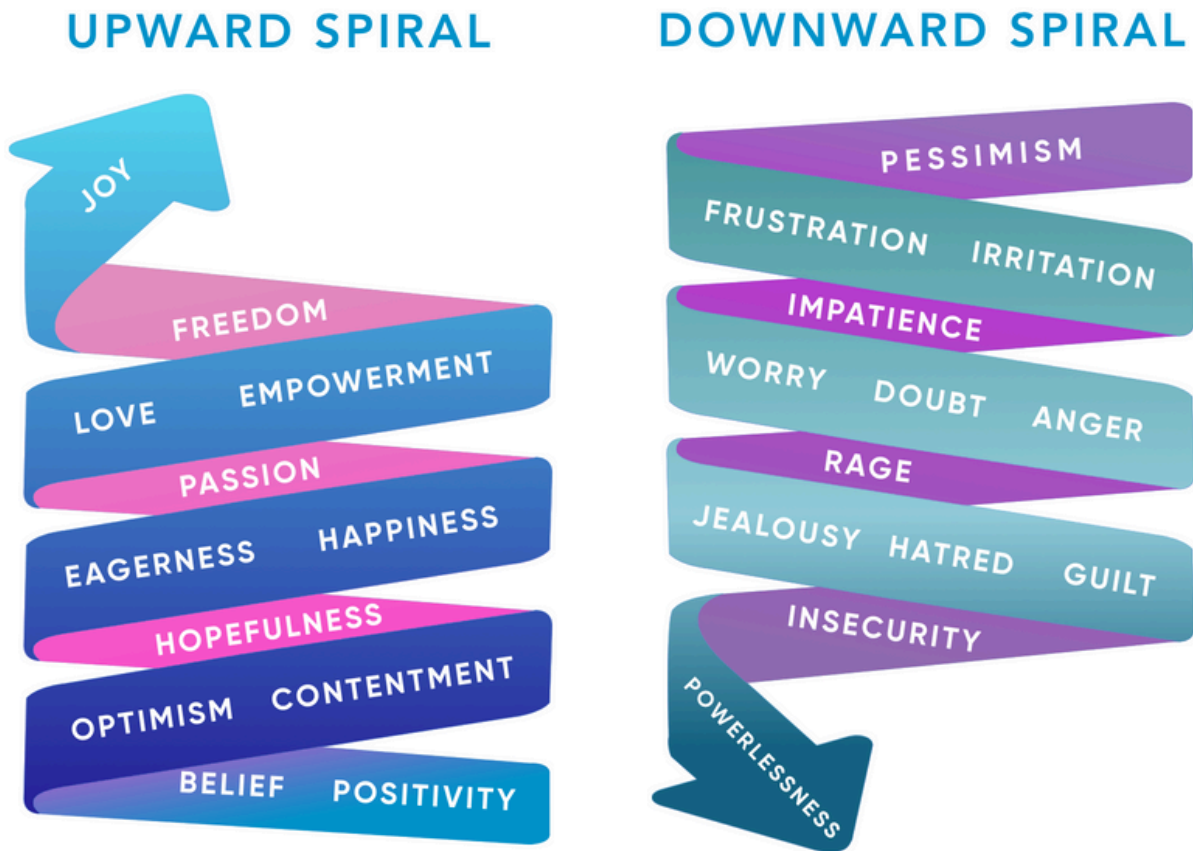 UPWARD SPIRAL
JOY
FREEDOM
LOVE EMPOWERMENT
PASSION
EAGERNESS HAPPINESS
HOPEFULNESS
OPTIMISM CONTENTMENT
BELIEF POSITIVITY
DOWNWARD SPIRAL
PESSIMISM
FRUSTRATION IRRITATION
IMPATIENCE
WORRY DOUBT ANGER
RAGE
JEALOUSY HATRED GUILT
INSECURITY
POWERLESSNESS